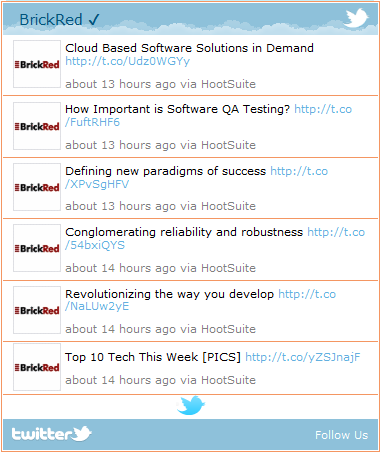 BrickRed ✓
BrickRed
Cloud Based Software Solutions in Demand
http://t.co/Udz0WGYy
about 13 hours ago via HootSuite
BrickRed
How Important is Software QA Testing? http://t.co
/FuftRHF6
about 13 hours ago via HootSuite
BrickRed
Defining new paradigms of success http://t.co
/XPvSgHFV
about 13 hours ago via HootSuite
BrickRed
Conglomerating reliability and robustness http://t.co
/54bxiQYS
about 14 hours ago via HootSuite
BrickRed
Revolutionizing the way you develop http://t.co
/NaLUw2yE
about 14 hours ago via HootSuite
BrickRed
Top 10 Tech This Week [PICS] http://t.co/yZSJnajF
about 14 hours ago via HootSuite
twitter
Follow Us